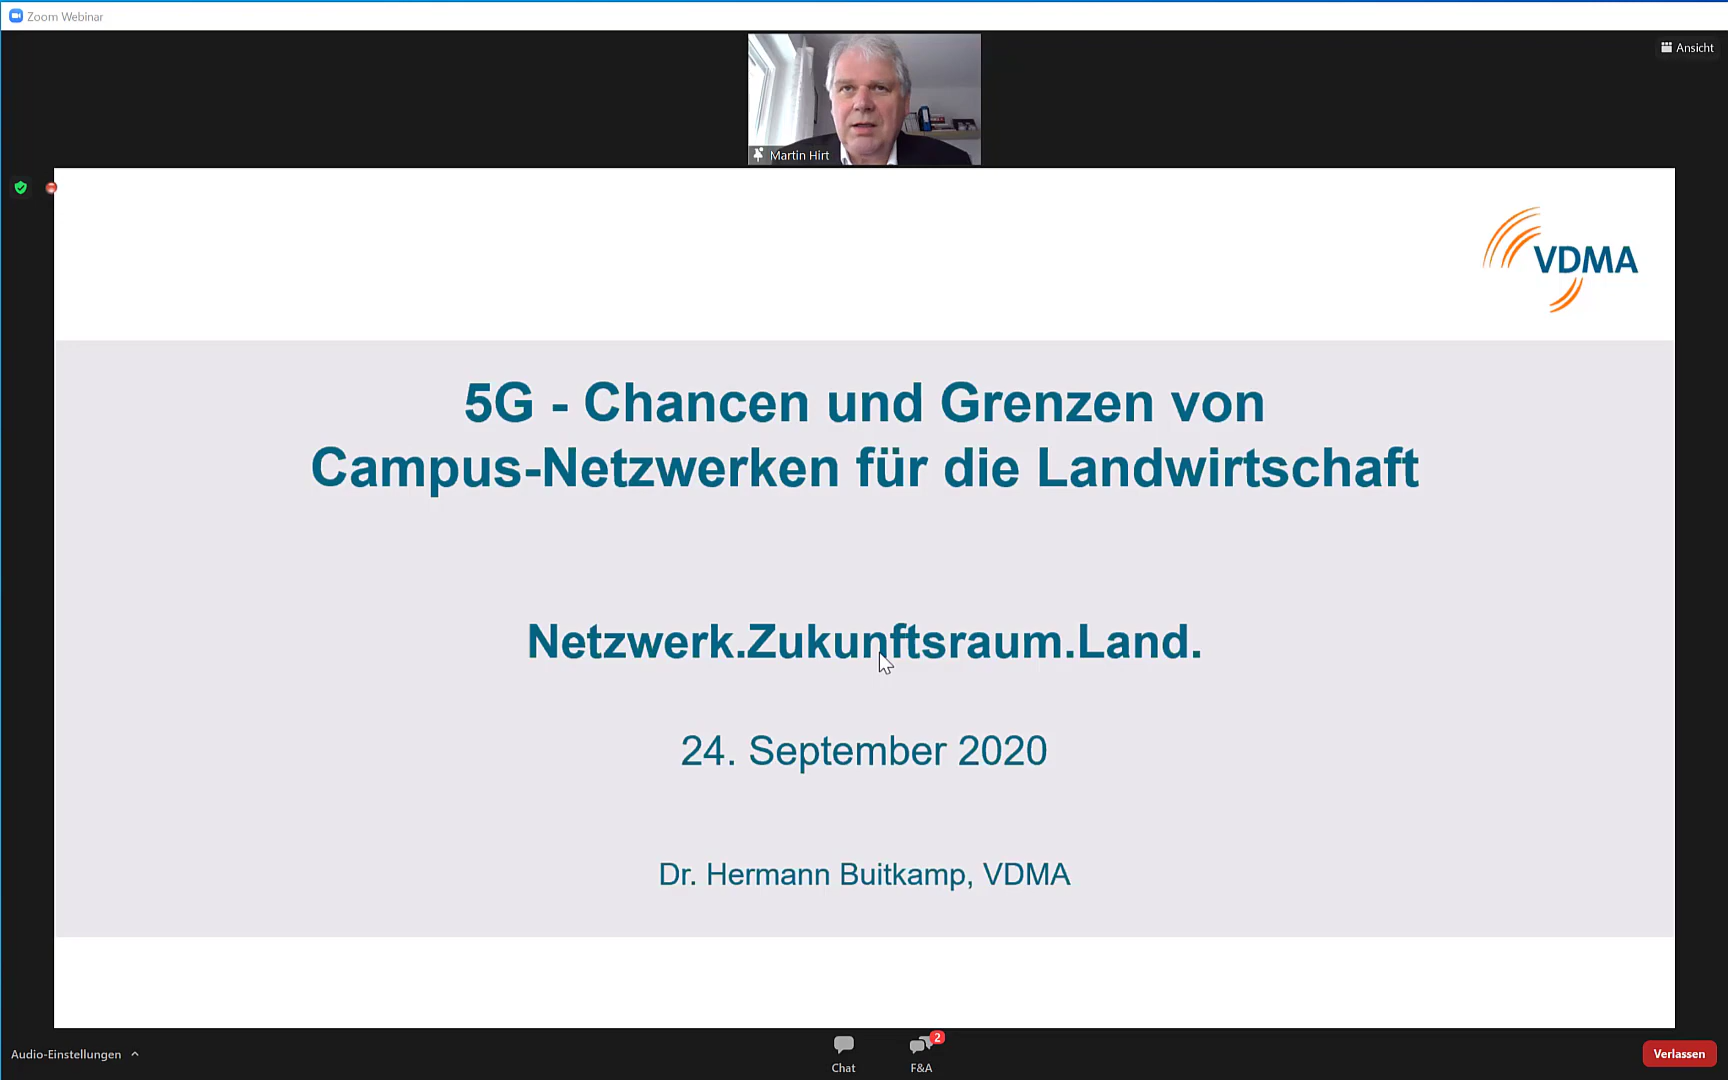 Zoom Webinar
Ansicht
Martin Hirt
VDMA
5G - Chancen und Grenzen von
Campus-Netzwerken für die Landwirtschaft
Netzwerk.Zukunftsraum.Land.
24. September 2020
Dr. Hermann Buitkamp, VDMA
Audio-Einstellungen
Chat
2
F&A
Verlassen